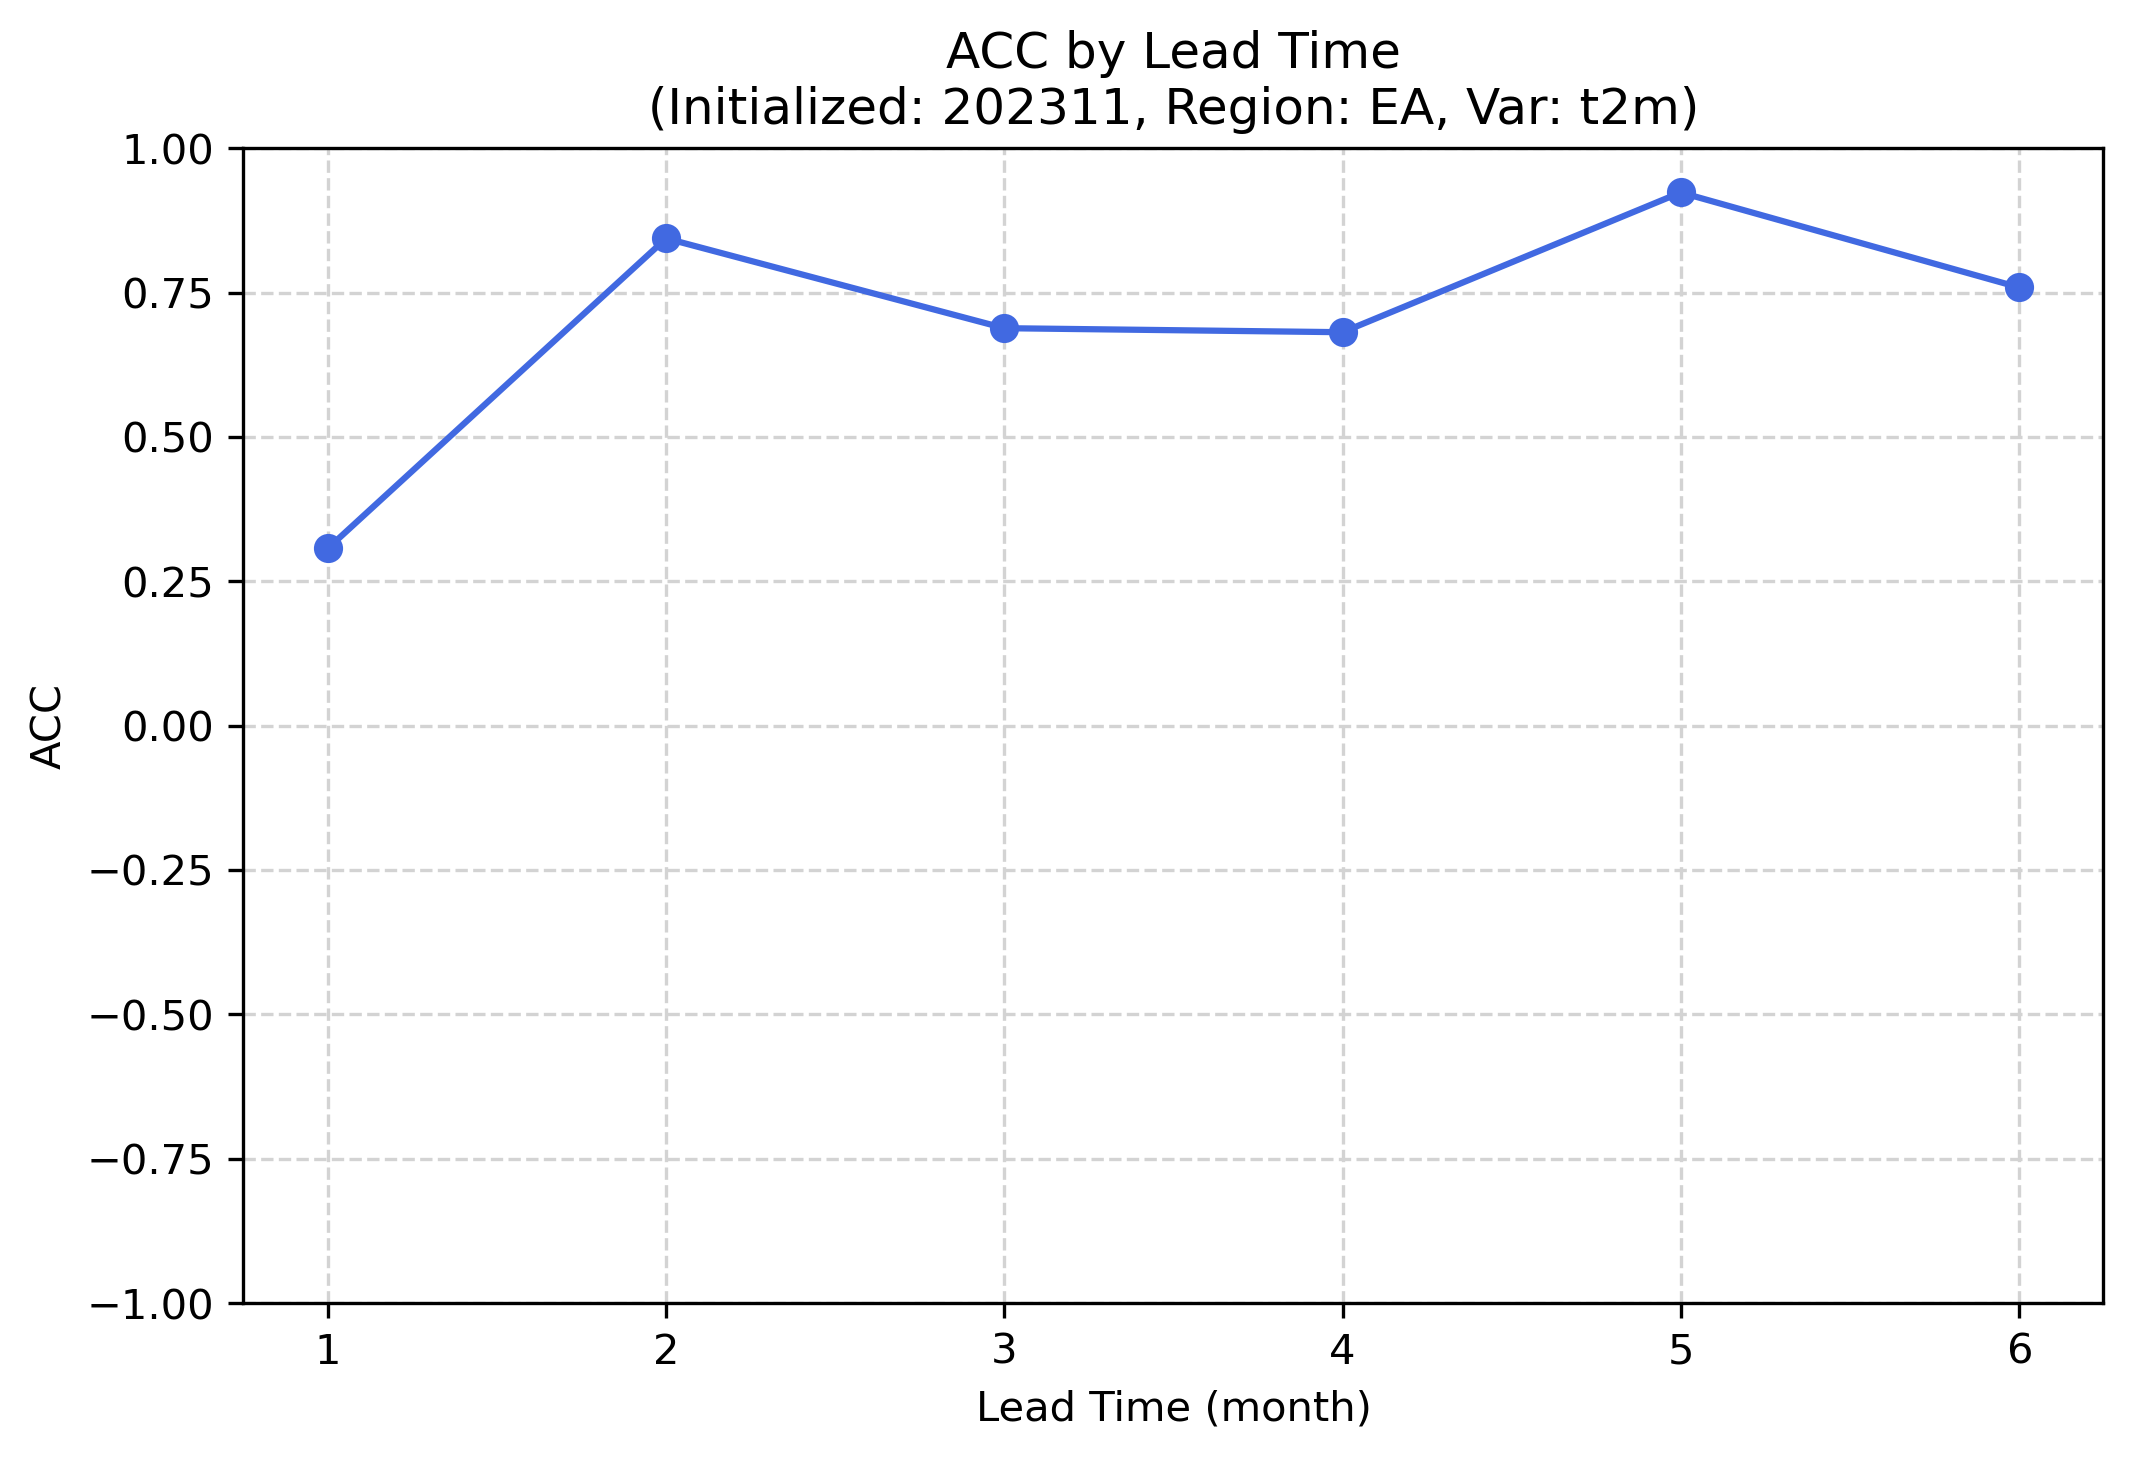 ACC by Lead Time
(Initialized: 202311, Region: EA, Var: t2m)
1.00
0.75
0.50
0.25
0.00
−0.25
−0.50
−0.75
−1.00
ACC
1 2 3 4 5 6
Lead Time (month)